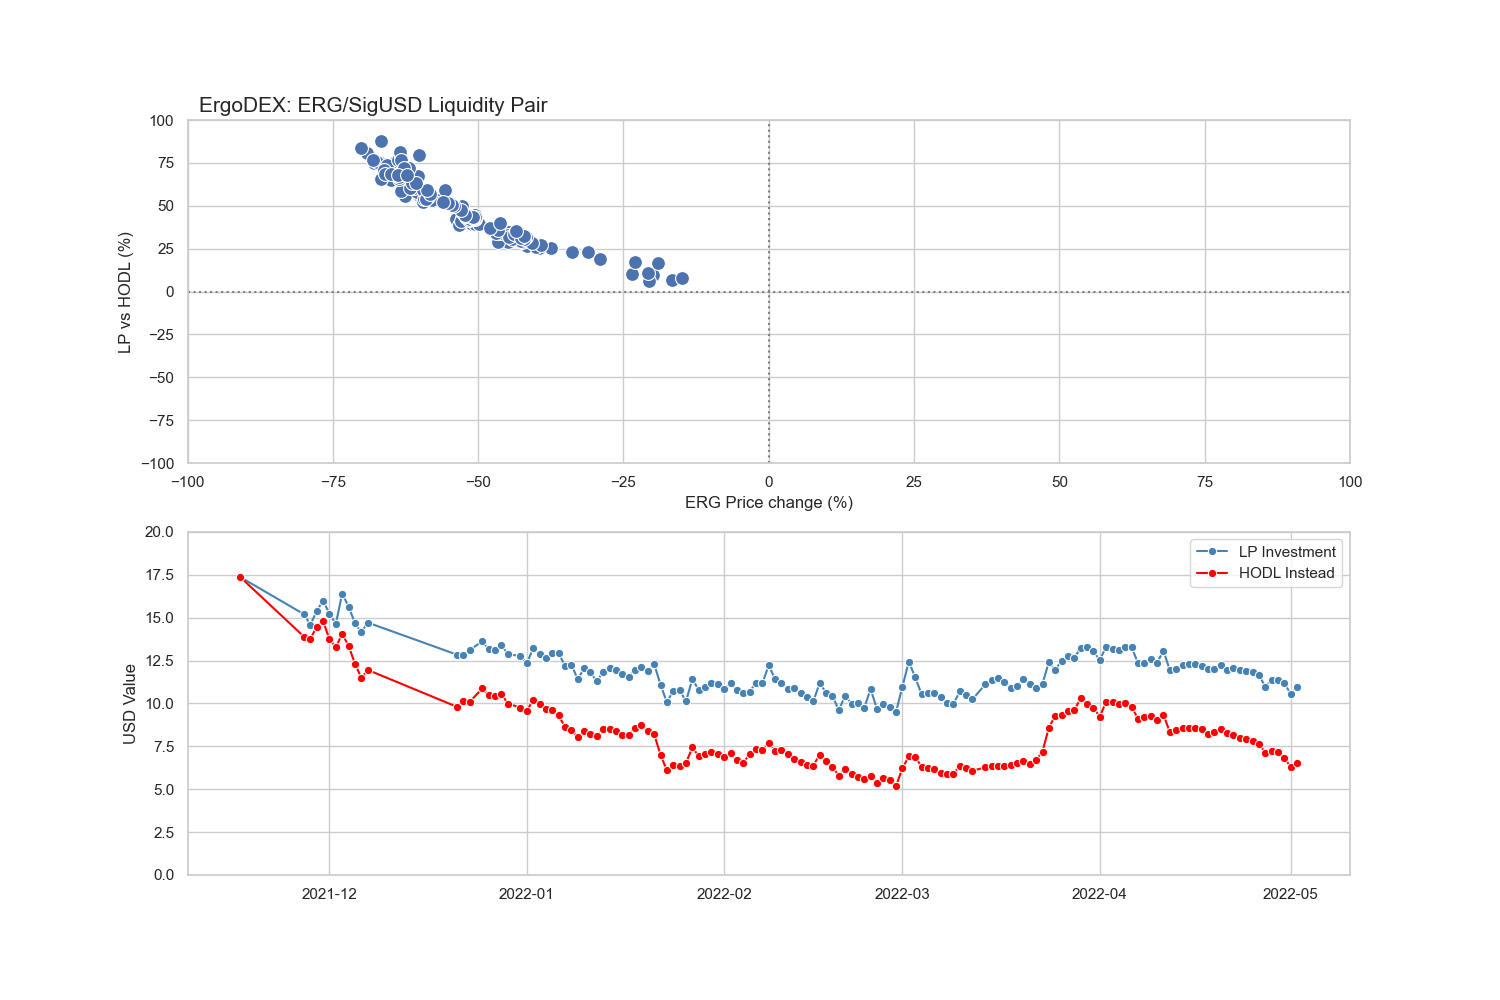 ErgoDEX: ERG/SigUSD Liquidity Pair
100
75
50
25
0
−25
−50
−75
−100
LP vs HODL (%)
−100 −75 −50 −25 0 25 50 75 100
ERG Price change (%)
20.0
17.5
15.0
12.5
10.0
7.5
5.0
2.5
0.0
USD Value
LP Investment
HODL Instead
2021-12 2022-01 2022-02 2022-03 2022-04 2022-05